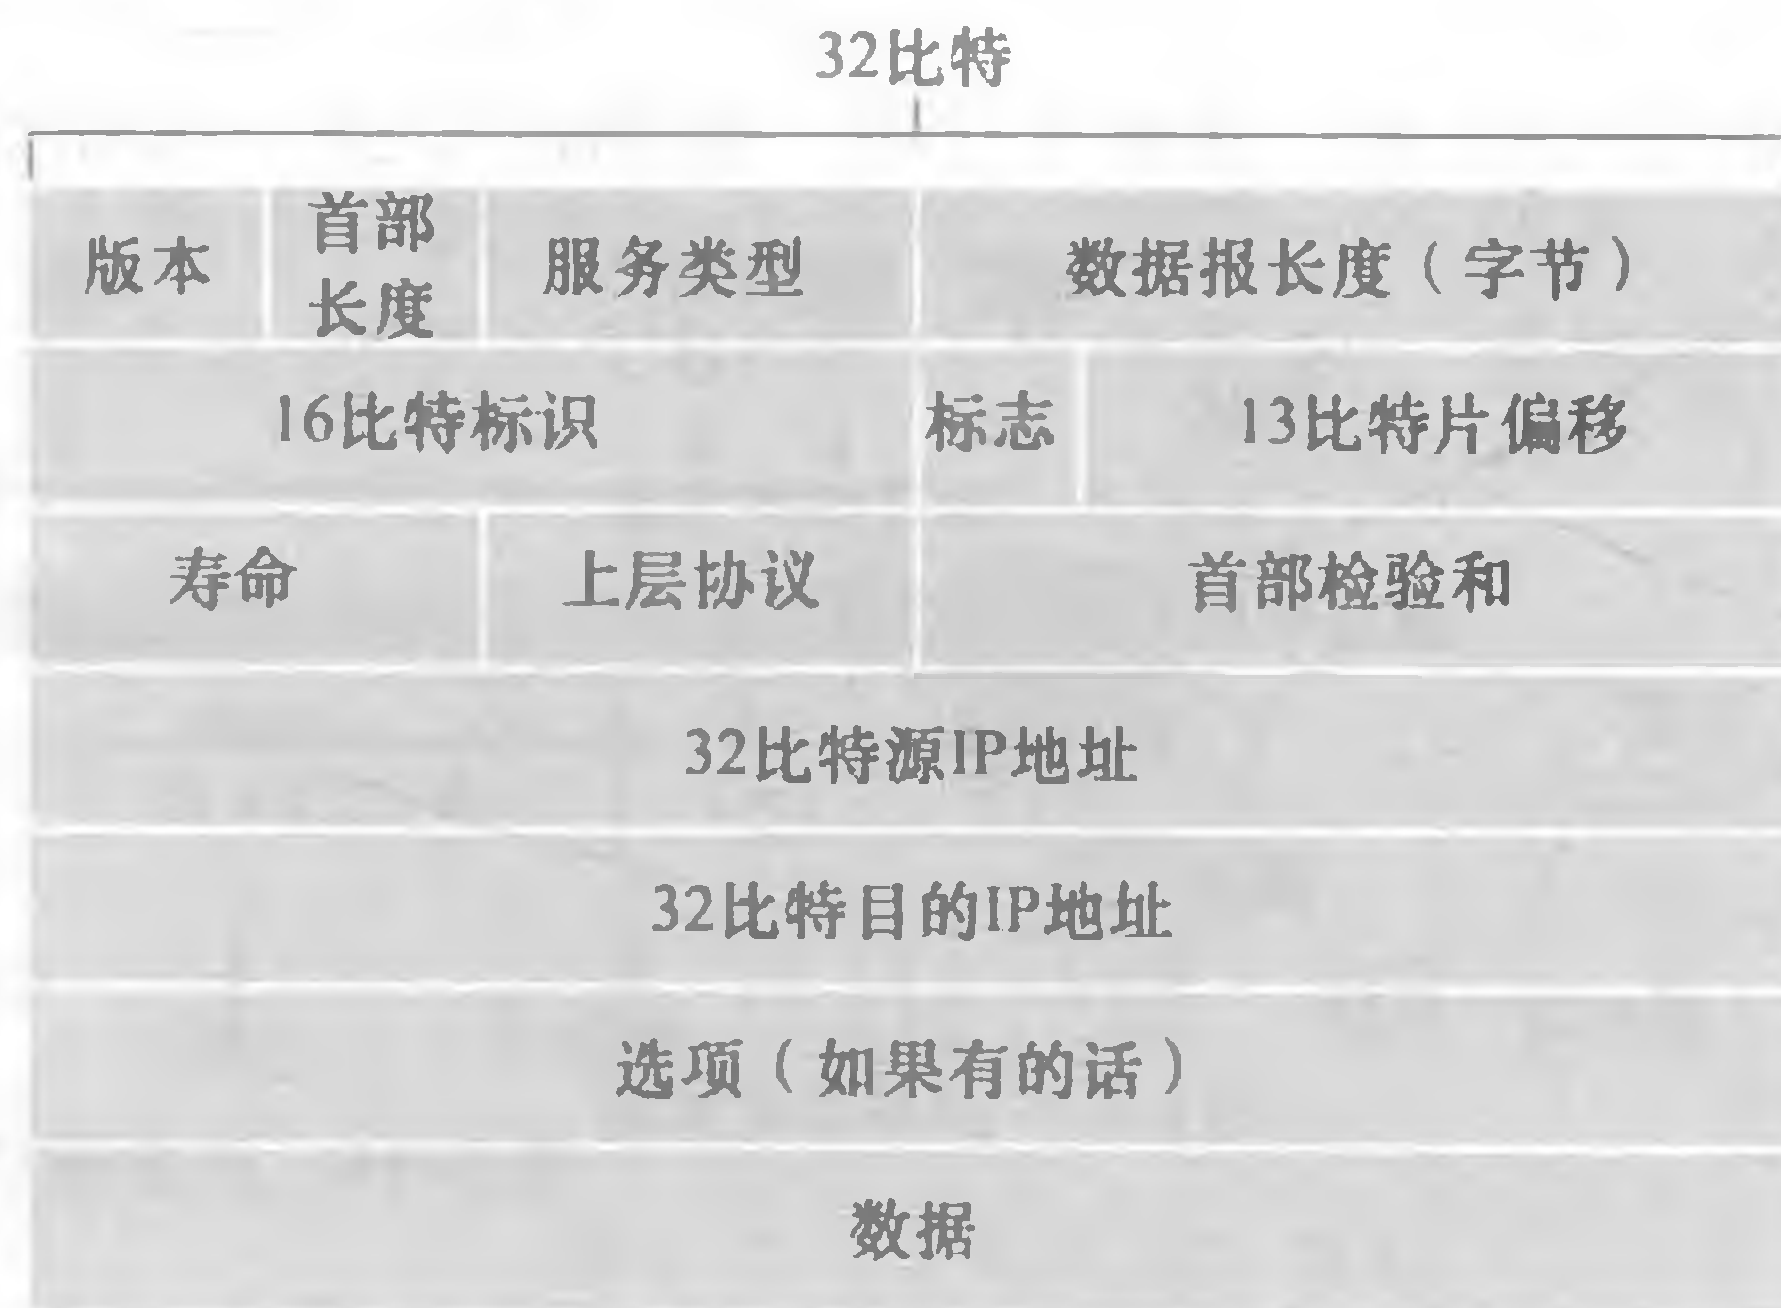 32比特
版本
首部
长度
服务类型
数据报长度（字节）
16比特标识
标志
13比特片偏移
寿命
上层协议
首部检验和
32比特源IP地址
32比特目的IP地址
选项（如果有的话）
数据